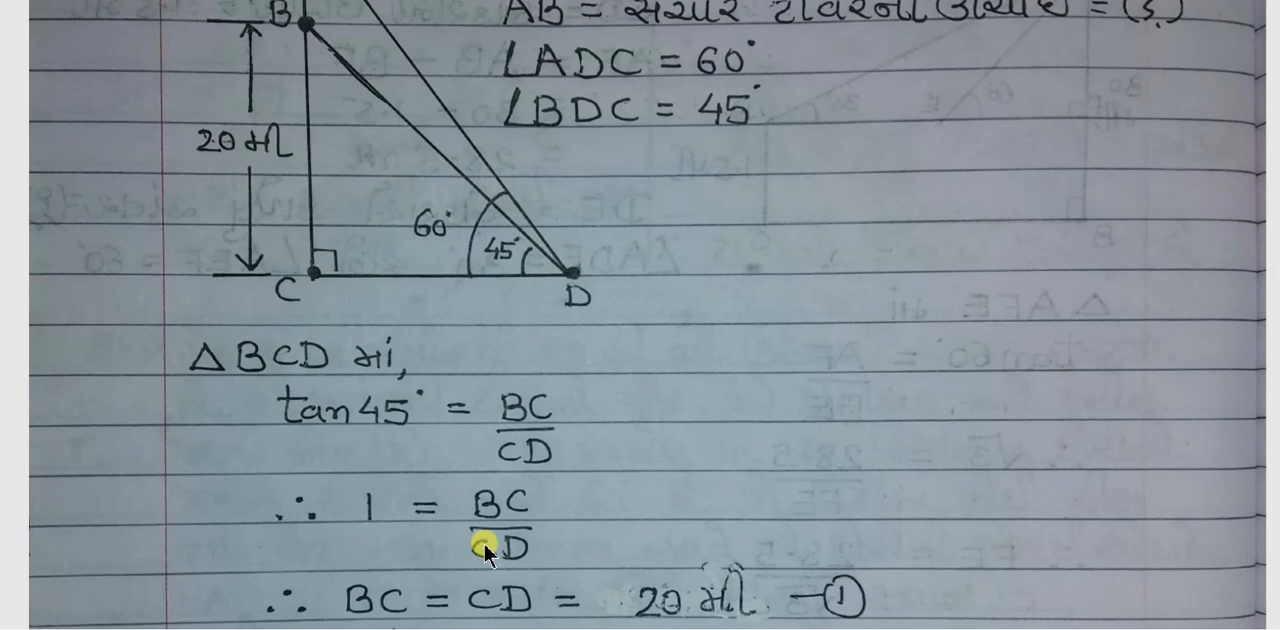 B
AB = સંચાર ટાવરની ઊંચાઈ = (?)
∠ADC = 60°
∠BDC = 45°
20 મી
60°
45°
C
D
△BCD માં,
tan 45° = BC / CD
∴ 1 = BC / CD
∴ BC = CD = 20 મી. —①